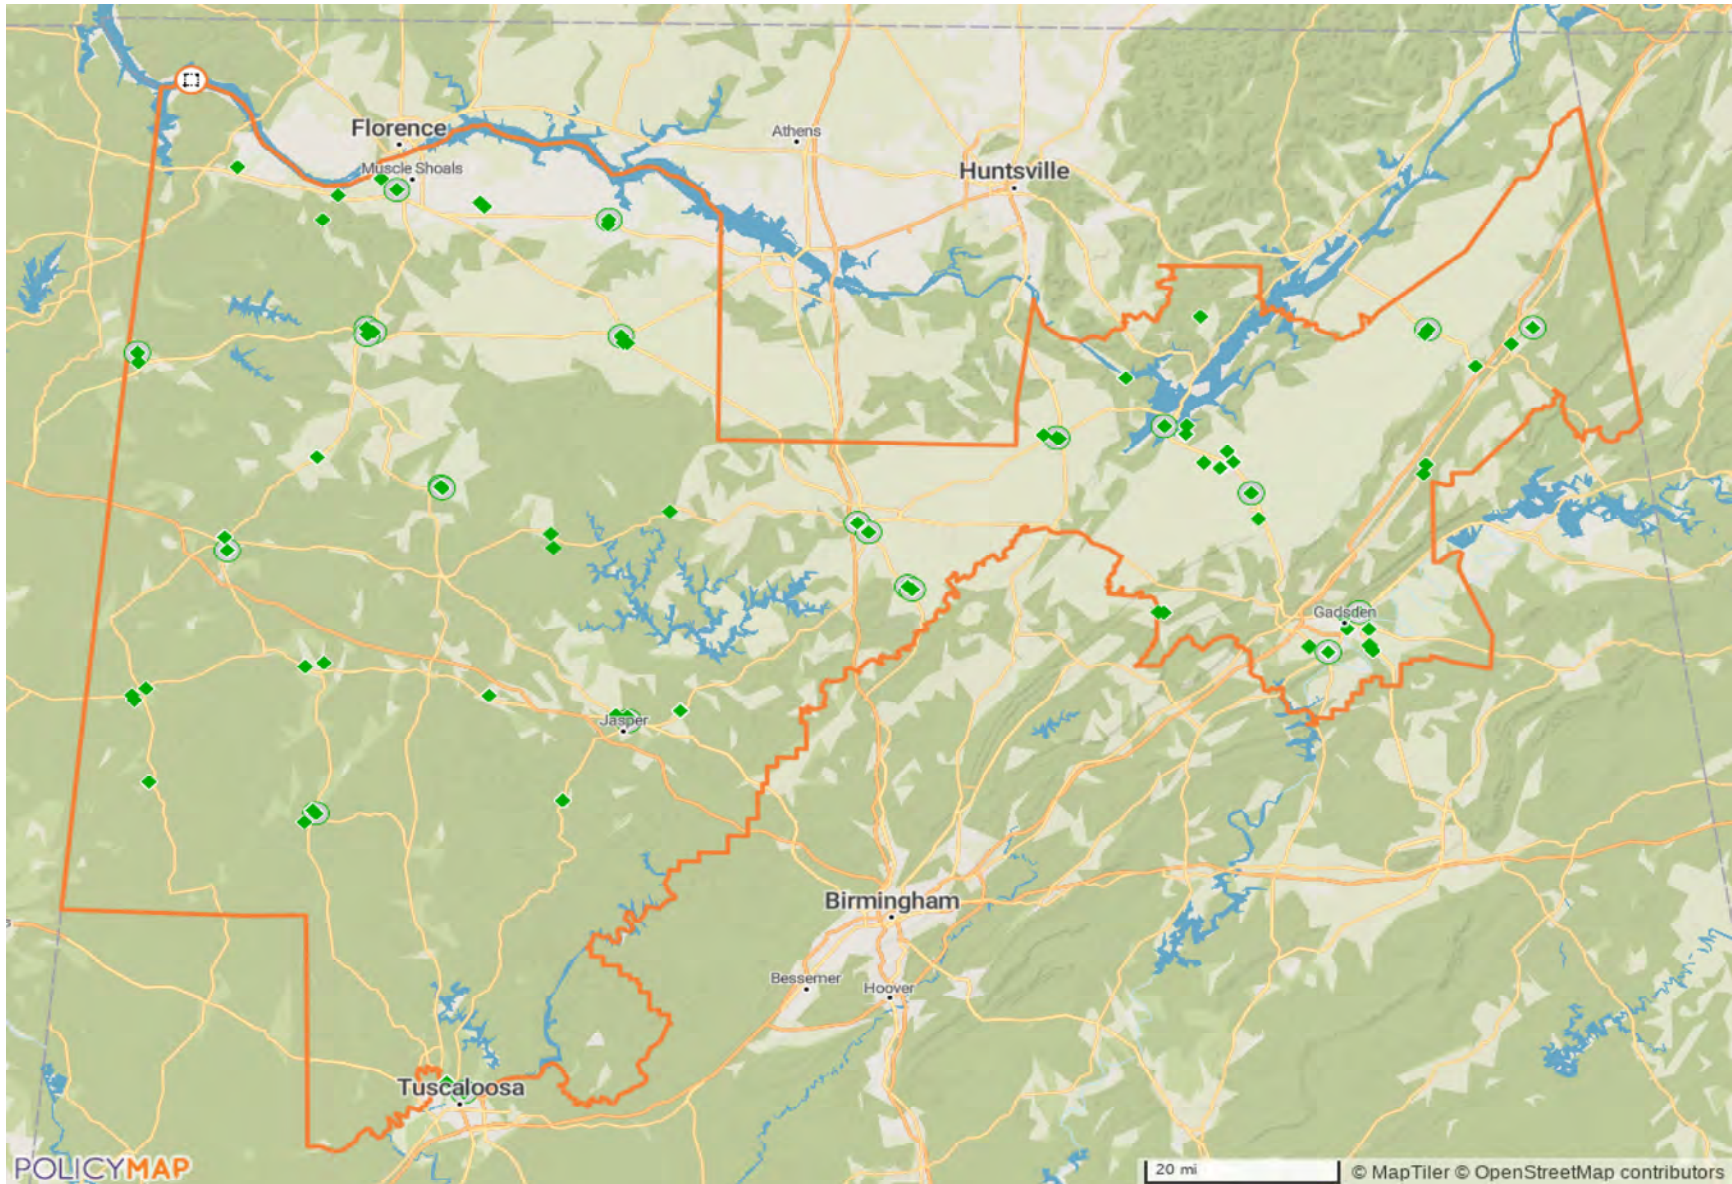 Florence
Athens
Muscle Shoals
Huntsville
Gadsden
Jasper
Birmingham
Bessemer
Hoover
Tuscaloosa
POLICYMAP
20 mi
© MapTiler © OpenStreetMap contributors